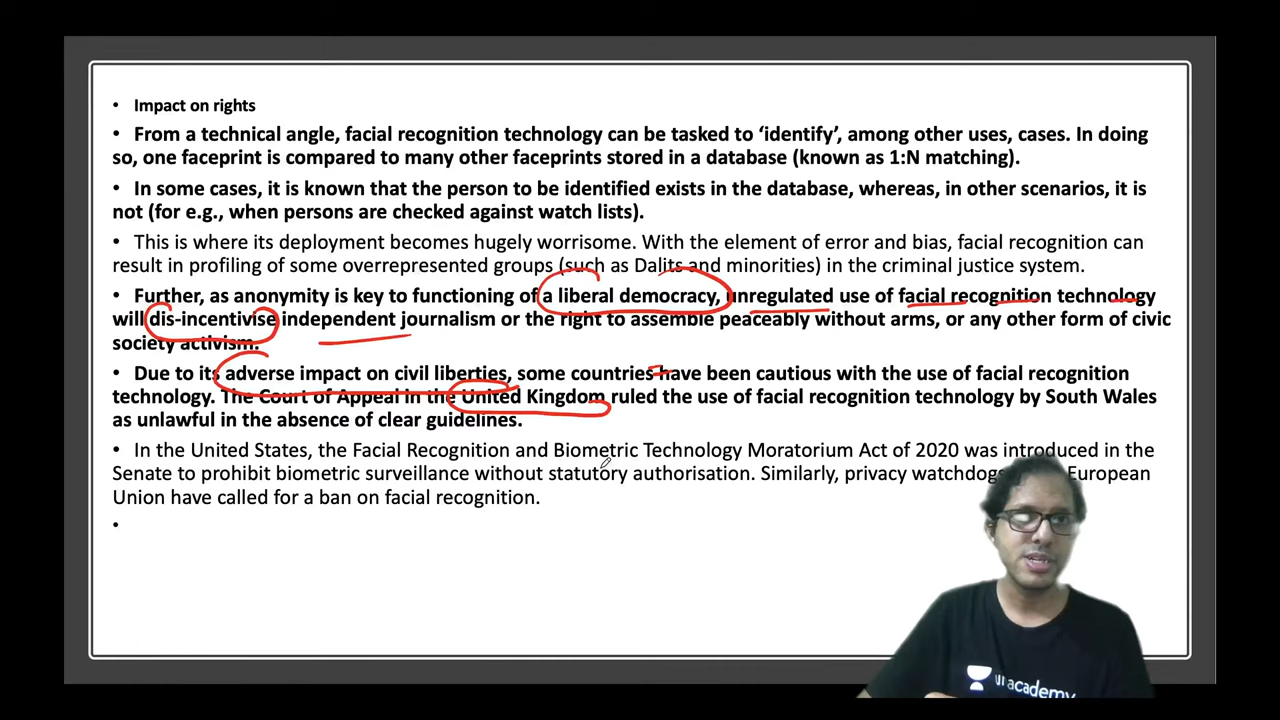 • Impact on rights
• From a technical angle, facial recognition technology can be tasked to ‘identify’, among other uses, cases. In doing
so, one faceprint is compared to many other faceprints stored in a database (known as 1:N matching).
• In some cases, it is known that the person to be identified exists in the database, whereas, in other scenarios, it is
not (for e.g., when persons are checked against watch lists).
• This is where its deployment becomes hugely worrisome. With the element of error and bias, facial recognition can
result in profiling of some overrepresented groups (such as Dalits and minorities) in the criminal justice system.
• Further, as anonymity is key to functioning of a liberal democracy, unregulated use of facial recognition technology
will dis-incentivise independent journalism or the right to assemble peaceably without arms, or any other form of civic
society activism.
• Due to its adverse impact on civil liberties, some countries have been cautious with the use of facial recognition
technology. The Court of Appeal in the United Kingdom ruled the use of facial recognition technology by South Wales
as unlawful in the absence of clear guidelines.
• In the United States, the Facial Recognition and Biometric Technology Moratorium Act of 2020 was introduced in the
Senate to prohibit biometric surveillance without statutory authorisation. Similarly, privacy watchdogs European
Union have called for a ban on facial recognition.
•
unacademy